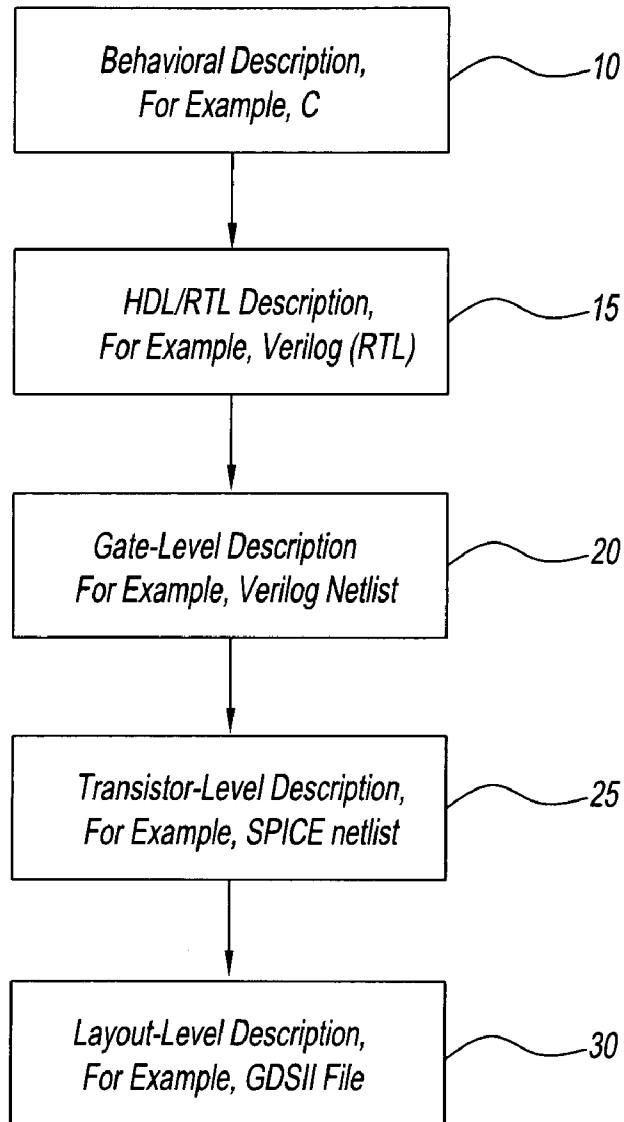 Behavioral Description,
For Example, C
10
HDL/RTL Description,
For Example, Verilog (RTL)
15
Gate-Level Description
For Example, Verilog Netlist
20
Transistor-Level Description,
For Example, SPICE netlist
25
Layout-Level Description,
For Example, GDSII File
30